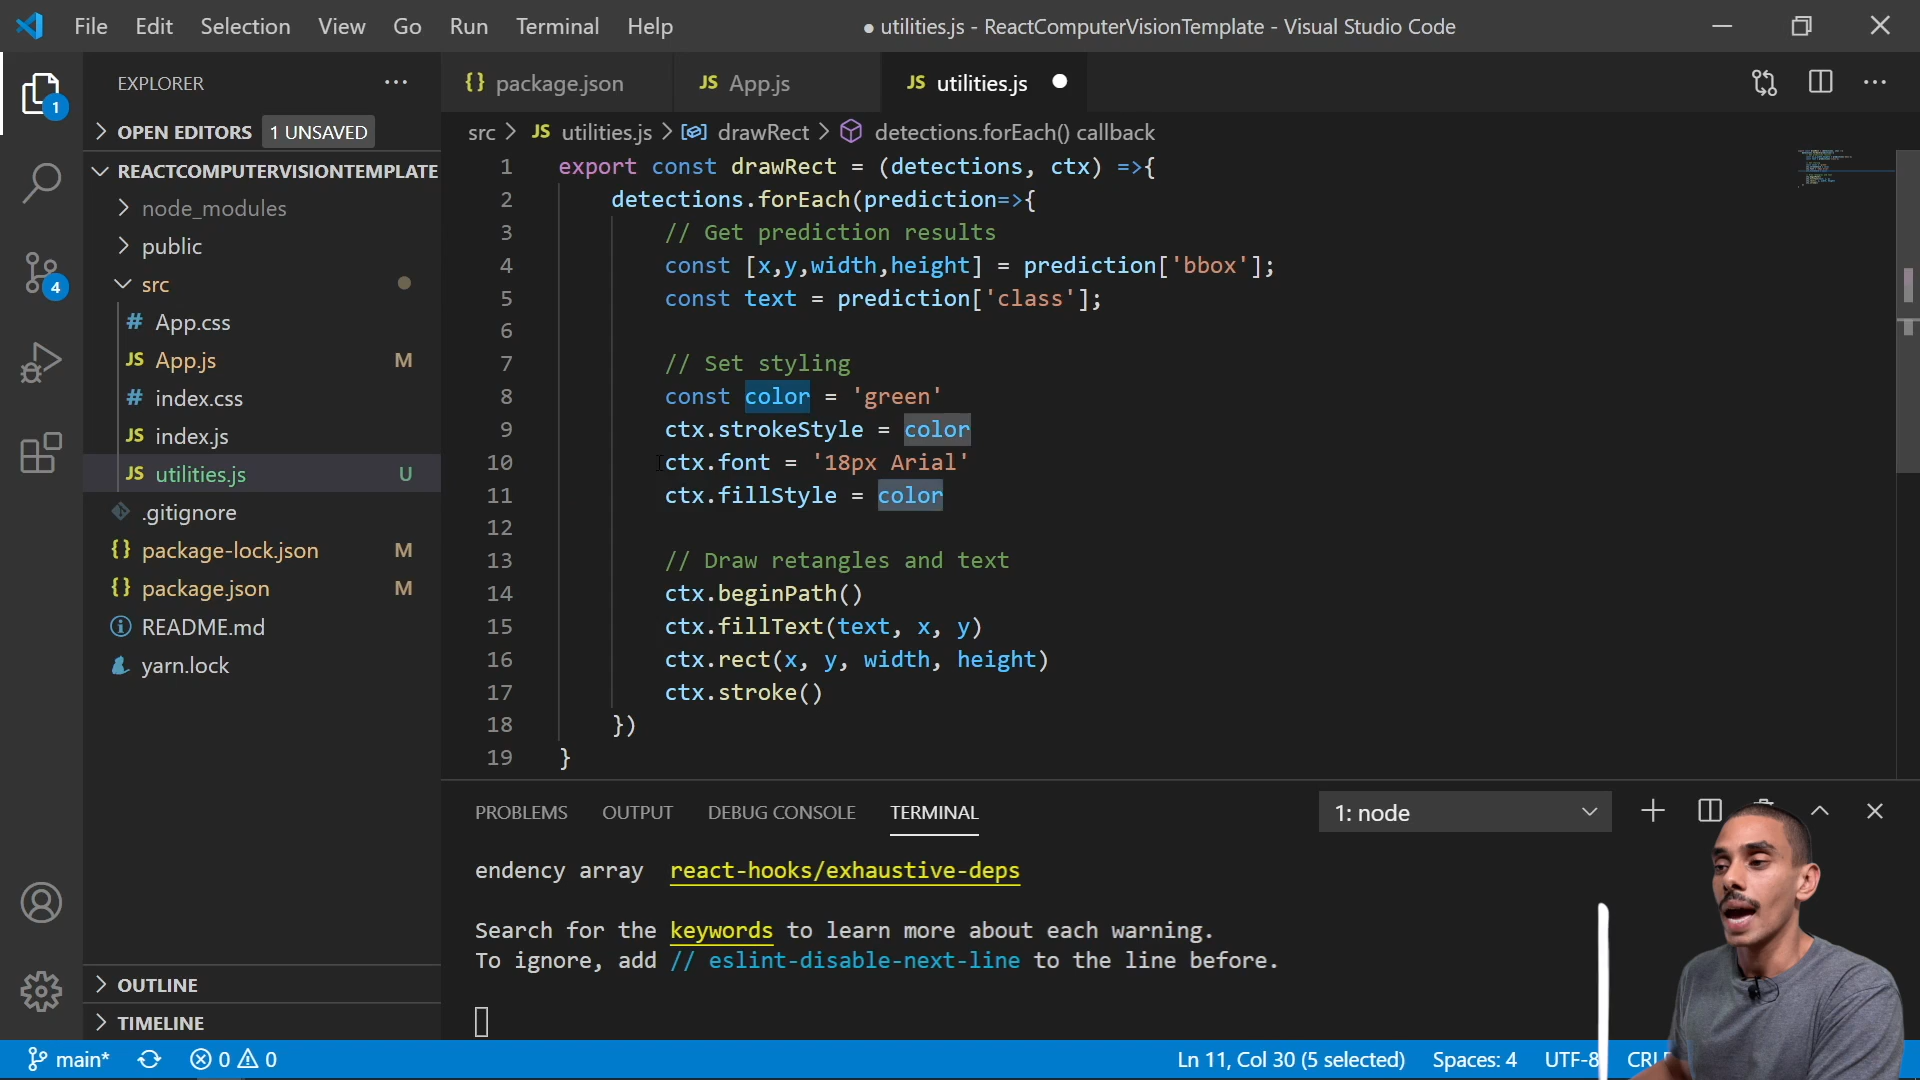 File Edit Selection View Go Run Terminal Help
● utilities.js - ReactComputerVisionTemplate - Visual Studio Code
EXPLORER
OPEN EDITORS 1 UNSAVED
REACTCOMPUTERVISIONTEMPLATE
node_modules
public
src
# App.css
JS App.js M
# index.css
JS index.js
JS utilities.js U
.gitignore
{} package-lock.json M
{} package.json M
README.md
yarn.lock
OUTLINE
TIMELINE
1
4
{} package.json
JS App.js
JS utilities.js
src > JS utilities.js > drawRect > detections.forEach() callback
1 export const drawRect = (detections, ctx) =>{
2 detections.forEach(prediction=>{
3 // Get prediction results
4 const [x,y,width,height] = prediction['bbox'];
5 const text = prediction['class'];
6
7 // Set styling
8 const color = 'green'
9 ctx.strokeStyle = color
10 ctx.font = '18px Arial'
11 ctx.fillStyle = color
12
13 // Draw retangles and text
14 ctx.beginPath()
15 ctx.fillText(text, x, y)
16 ctx.rect(x, y, width, height)
17 ctx.stroke()
18 })
19 }
PROBLEMS OUTPUT DEBUG CONSOLE TERMINAL
1: node
endency array react-hooks/exhaustive-deps
Search for the keywords to learn more about each warning.
To ignore, add // eslint-disable-next-line to the line before.
main* 0 0
Ln 11, Col 30 (5 selected) Spaces: 4 UTF-8